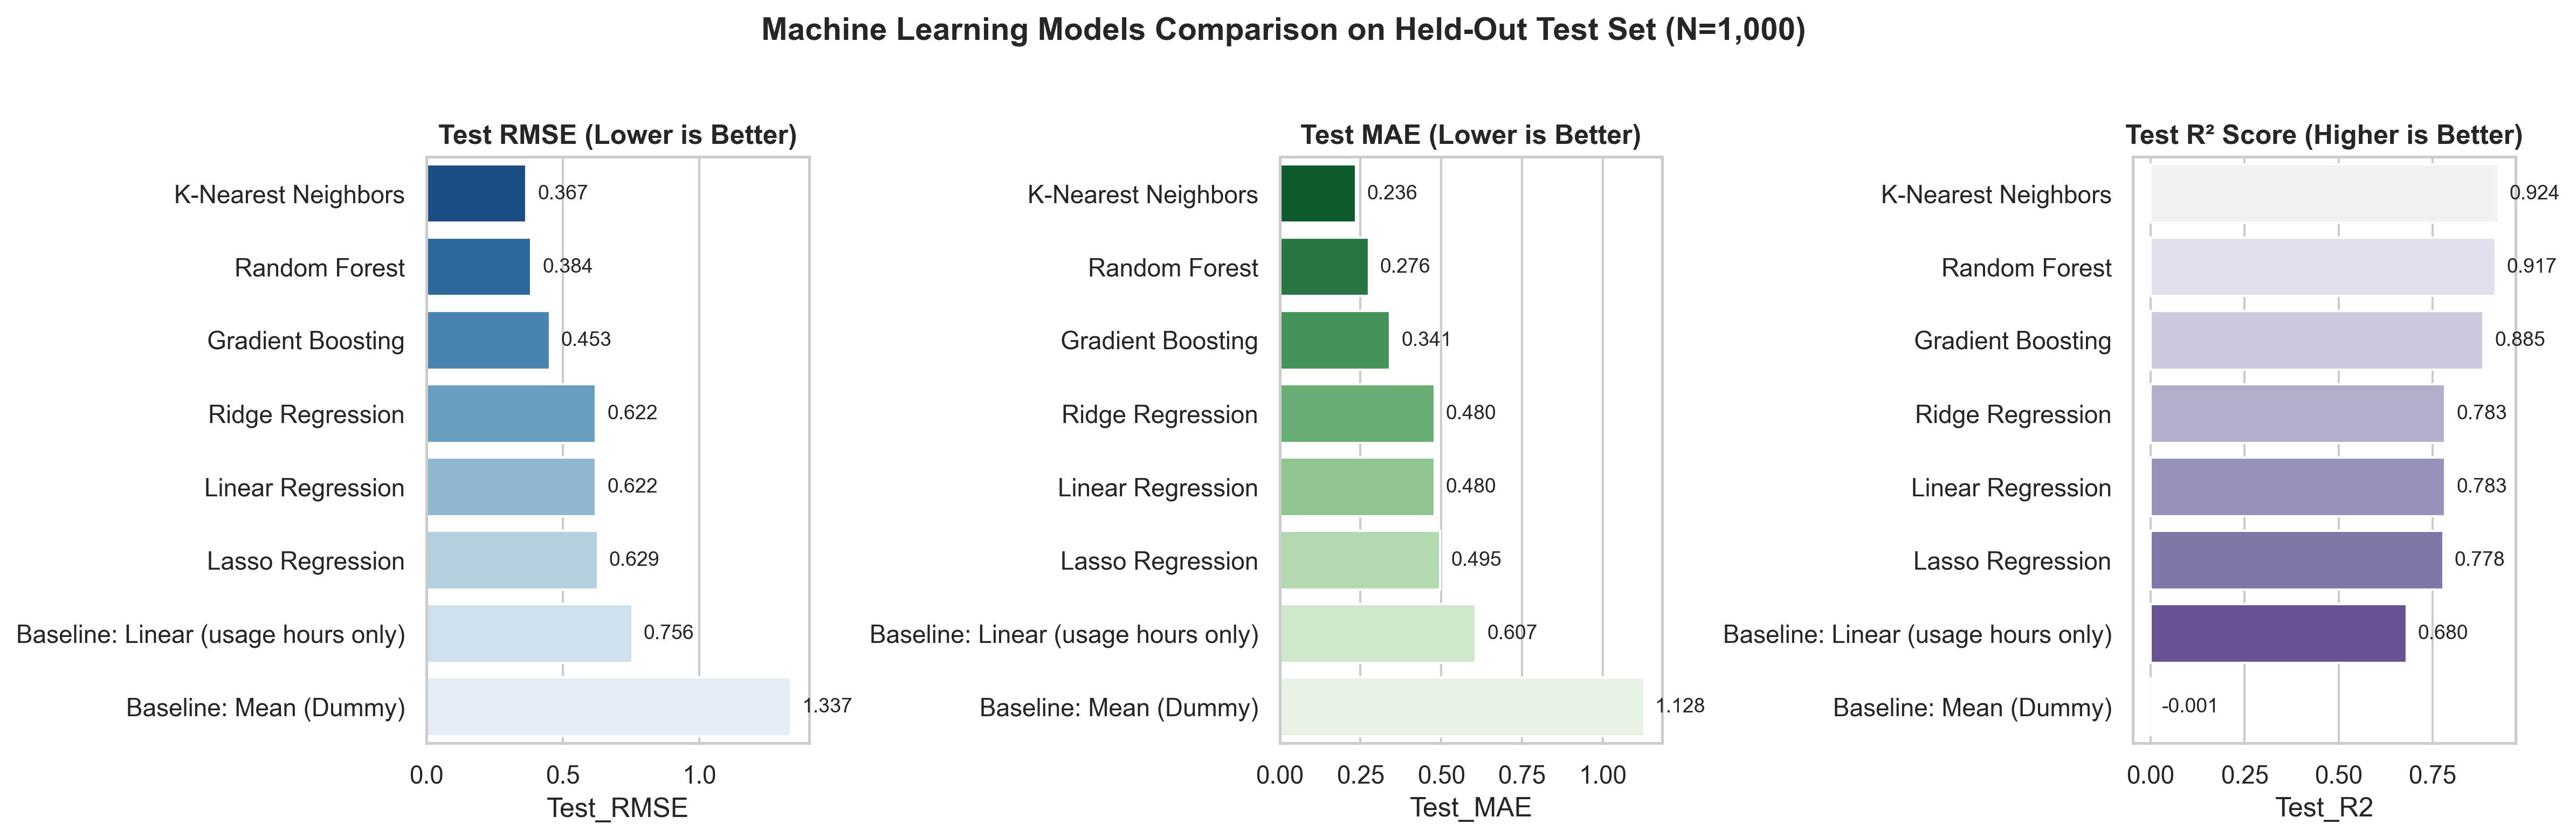 Machine Learning Models Comparison on Held-Out Test Set (N=1,000)
Test RMSE (Lower is Better)
K-Nearest Neighbors
0.367
Random Forest
0.384
Gradient Boosting
0.453
Ridge Regression
0.622
Linear Regression
0.622
Lasso Regression
0.629
Baseline: Linear (usage hours only)
0.756
Baseline: Mean (Dummy)
1.337
0.0 0.5 1.0
Test_RMSE
Test MAE (Lower is Better)
K-Nearest Neighbors
0.236
Random Forest
0.276
Gradient Boosting
0.341
Ridge Regression
0.480
Linear Regression
0.480
Lasso Regression
0.495
Baseline: Linear (usage hours only)
0.607
Baseline: Mean (Dummy)
1.128
0.00 0.25 0.50 0.75 1.00
Test_MAE
Test R² Score (Higher is Better)
K-Nearest Neighbors
0.924
Random Forest
0.917
Gradient Boosting
0.885
Ridge Regression
0.783
Linear Regression
0.783
Lasso Regression
0.778
Baseline: Linear (usage hours only)
0.680
Baseline: Mean (Dummy)
-0.001
0.00 0.25 0.50 0.75
Test_R2